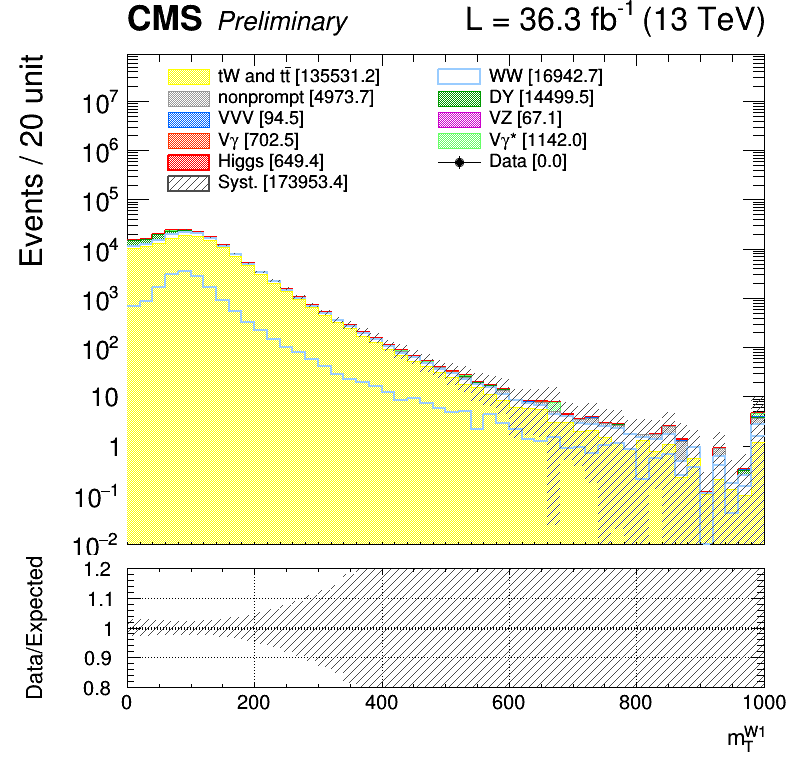 CMS Preliminary L = 36.3 fb⁻¹ (13 TeV)
Events / 20 unit
tW and tt̄ [135531.2]
nonprompt [4973.7]
VVV [94.5]
Vγ [702.5]
Higgs [649.4]
Syst. [173953.4]
WW [16942.7]
DY [14499.5]
VZ [67.1]
Vγ* [1142.0]
Data [0.0]
10⁷
10⁶
10⁵
10⁴
10³
10²
10
1
10⁻¹
10⁻²
Data/Expected
1.2
1.1
1
0.9
0.8
0 200 400 600 800 1000
m_T^W1